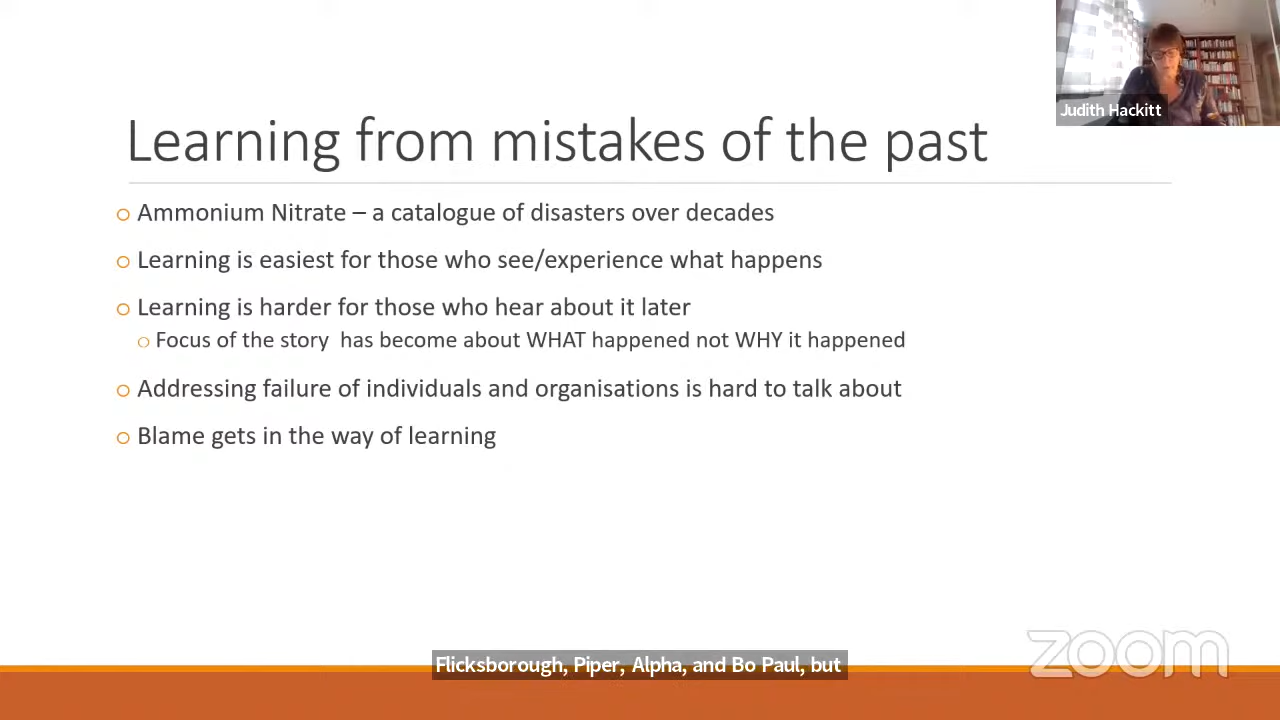 Judith Hackitt
Learning from mistakes of the past
o Ammonium Nitrate – a catalogue of disasters over decades
o Learning is easiest for those who see/experience what happens
o Learning is harder for those who hear about it later
o Focus of the story has become about WHAT happened not WHY it happened
o Addressing failure of individuals and organisations is hard to talk about
o Blame gets in the way of learning
zoom
Flicksborough, Piper, Alpha, and Bo Paul, but